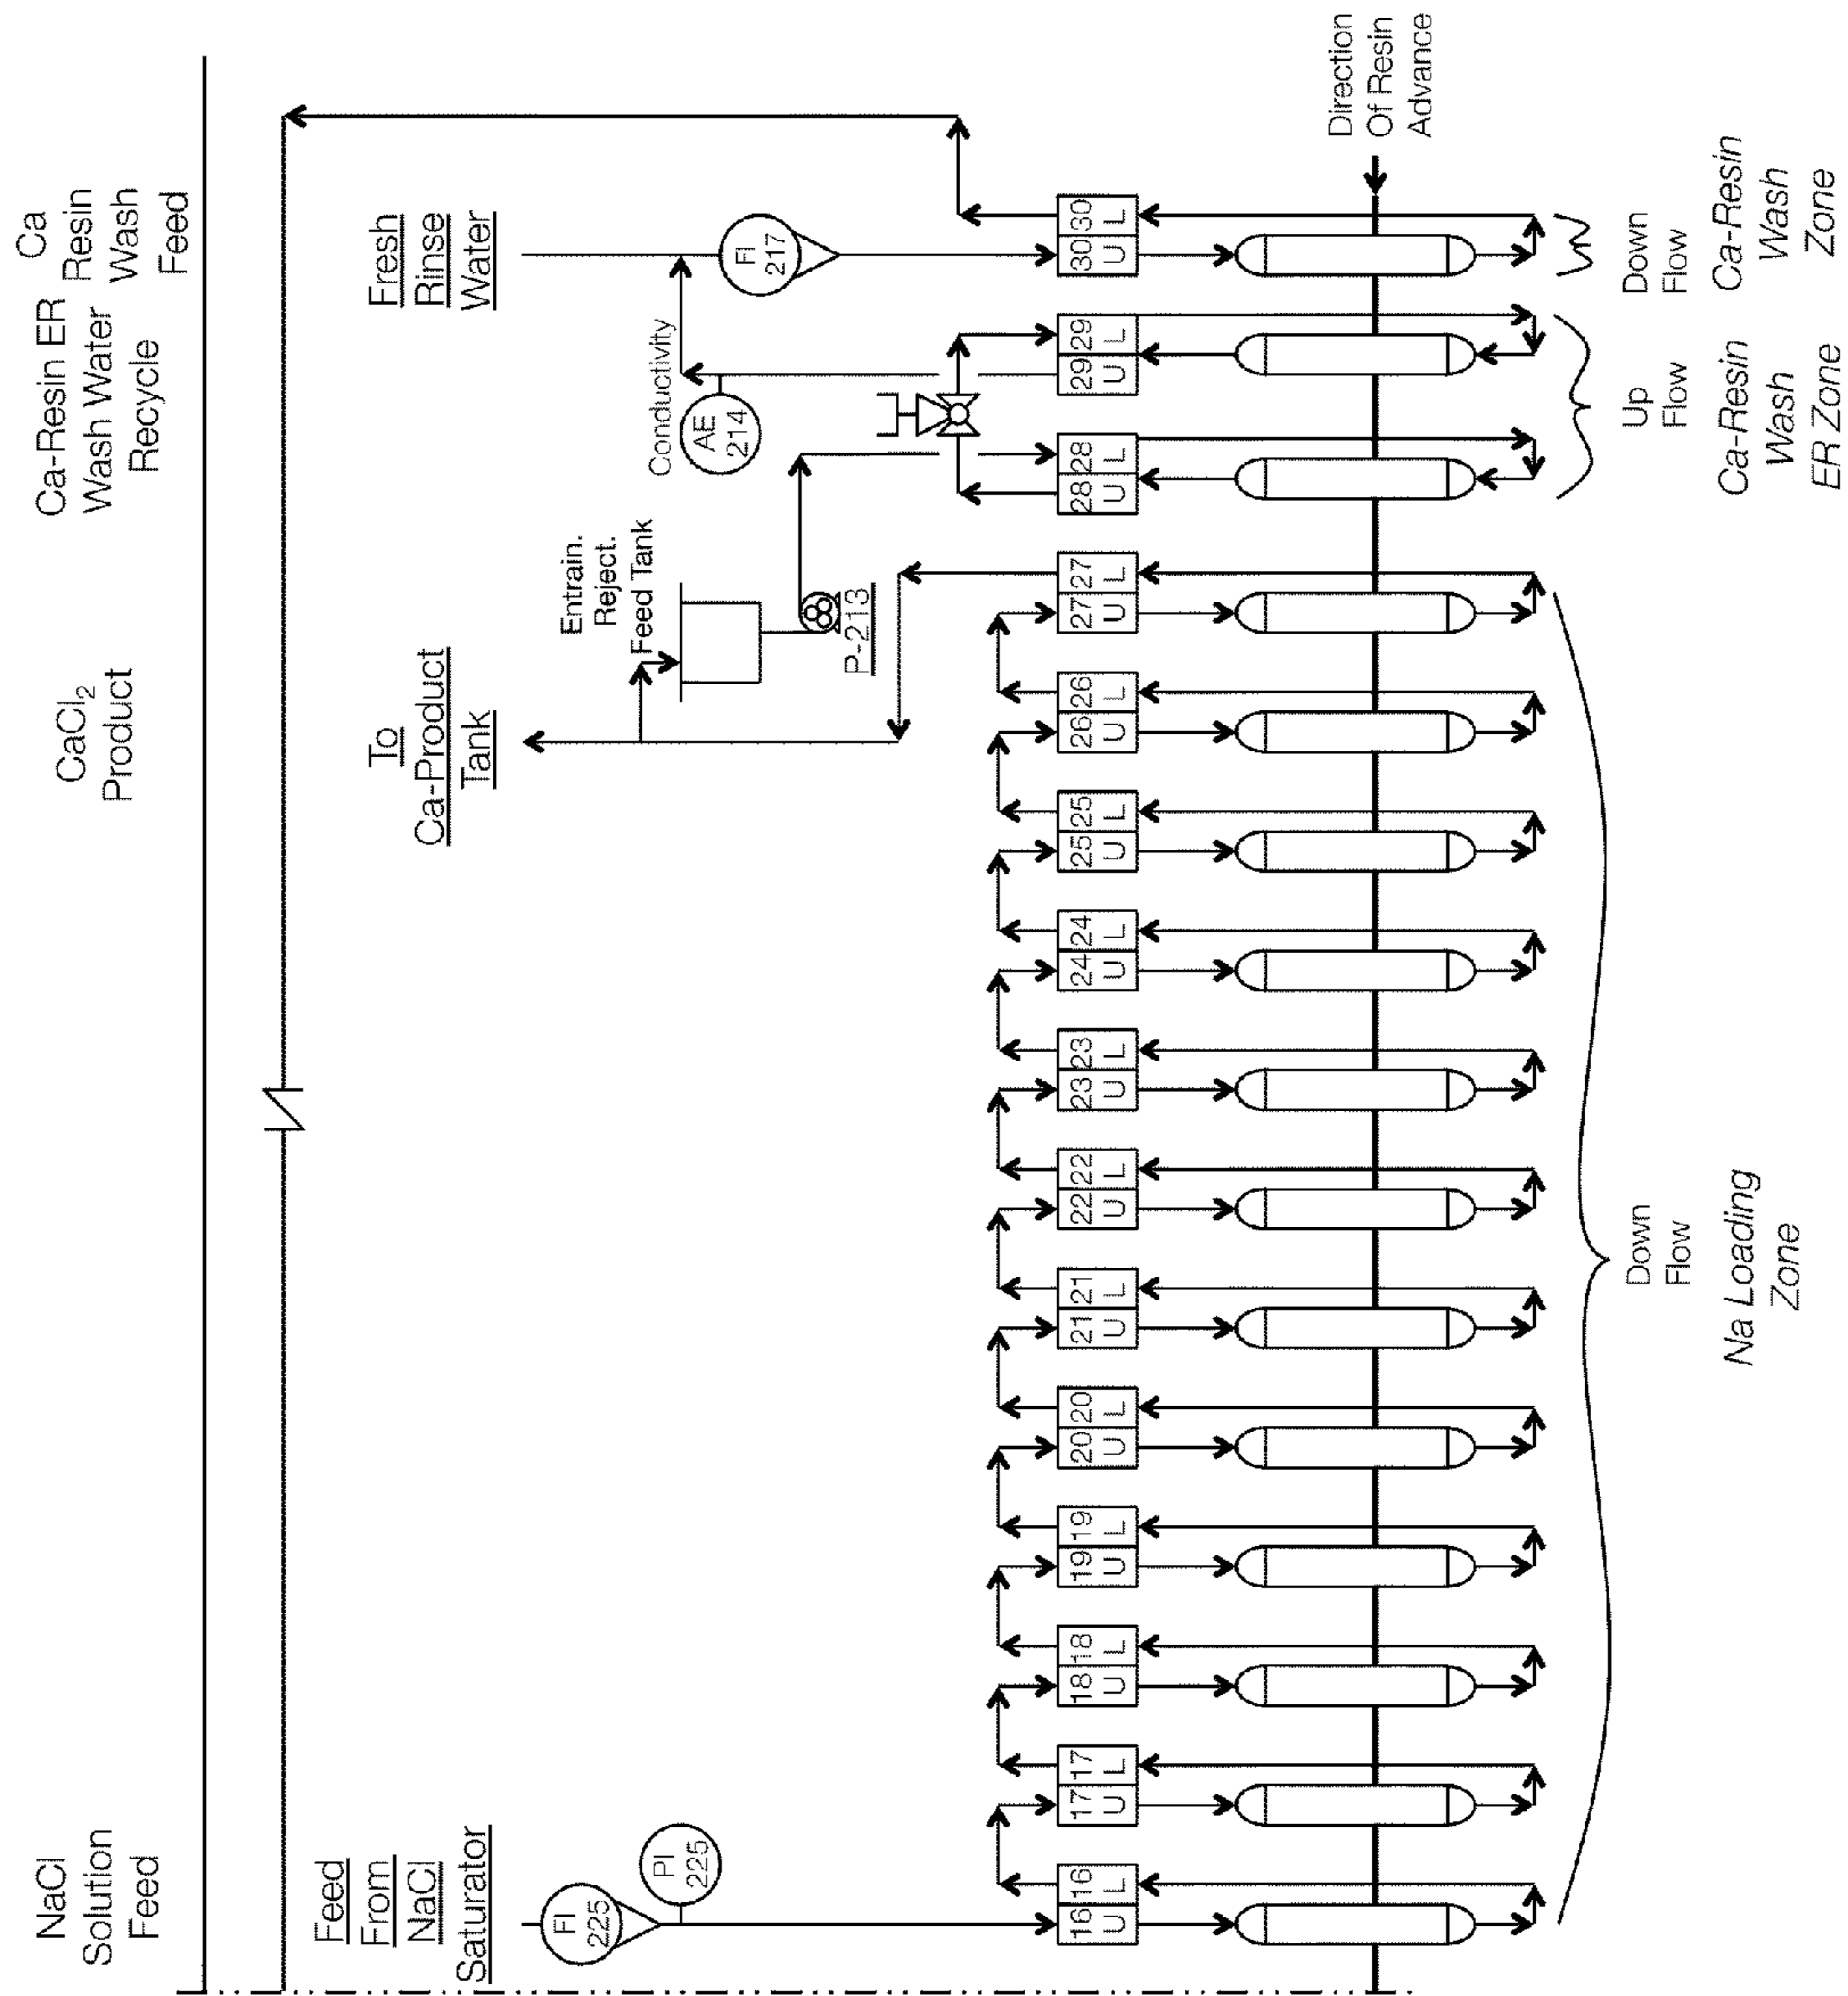 NaCl
Solution
Feed
CaCl2
Product
Ca-Resin ER
Wash Water
Recycle
Ca
Resin
Wash
Feed
Feed
From
NaCl
Saturator
FI
225
PI
225
To
Ca-Product
Tank
Entrain.
Reject.
Feed Tank
P-213
Conductivity
AE
214
Fresh
Rinse
Water
FI
217
16 16
U L
17 17
U L
18 18
U L
19 19
U L
20 20
U L
21 21
U L
22 22
U L
23 23
U L
24 24
U L
25 25
U L
26 26
U L
27 27
U L
28 28
U L
29 29
U L
30 30
U L
Direction
Of Resin
Advance
Down
Flow
Na Loading
Zone
Up
Flow
Ca-Resin
Wash
ER Zone
Down
Flow
Ca-Resin
Wash
Zone